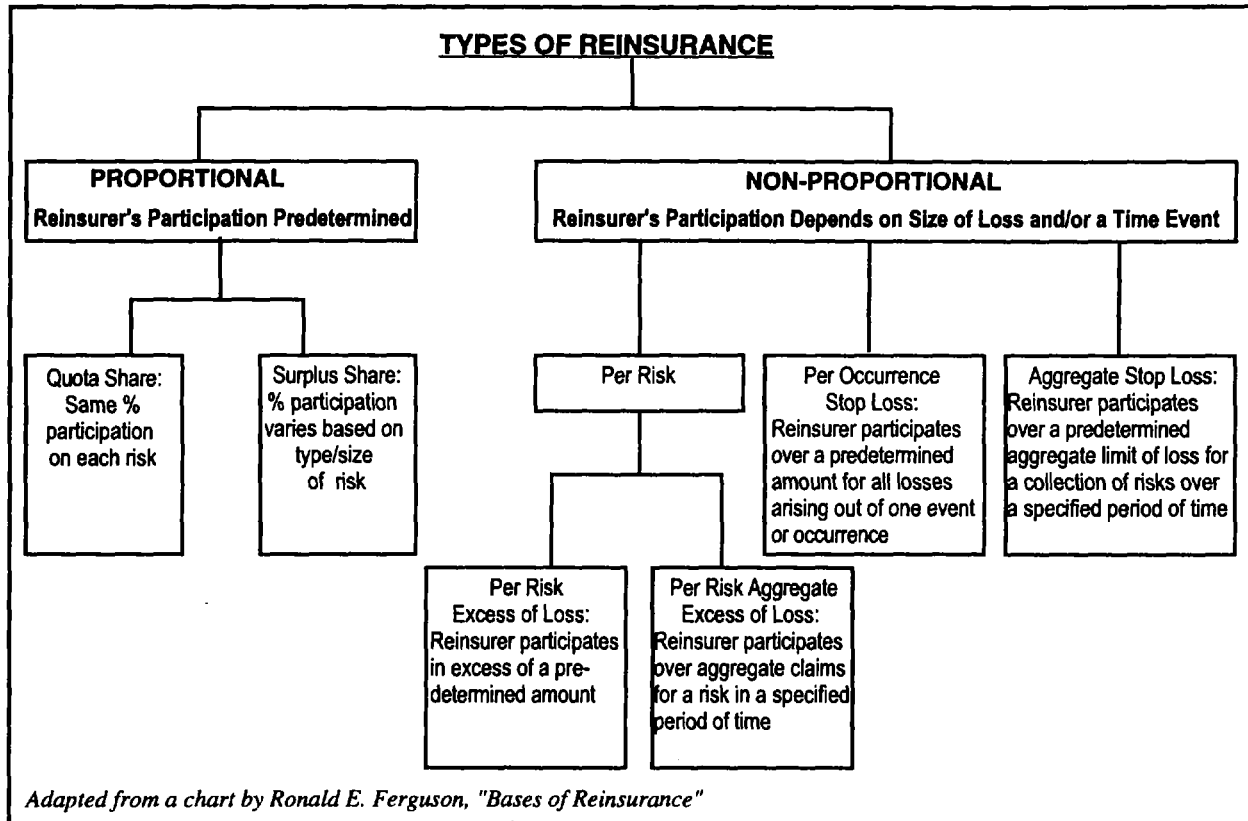 TYPES OF REINSURANCE
PROPORTIONAL
Reinsurer's Participation Predetermined
NON-PROPORTIONAL
Reinsurer's Participation Depends on Size of Loss and/or a Time Event
Quota Share:
Same %
participation
on each risk
Surplus Share:
% participation
varies based on
type/size
of risk
Per Risk
Per Occurrence
Stop Loss:
Reinsurer participates
over a predetermined
amount for all losses
arising out of one event
or occurrence
Aggregate Stop Loss:
Reinsurer participates
over a predetermined
aggregate limit of loss for
a collection of risks over
a specified period of time
Per Risk
Excess of Loss:
Reinsurer participates
in excess of a pre-
determined amount
Per Risk Aggregate
Excess of Loss:
Reinsurer participates
over aggregate claims
for a risk in a specified
period of time
Adapted from a chart by Ronald E. Ferguson, "Bases of Reinsurance"